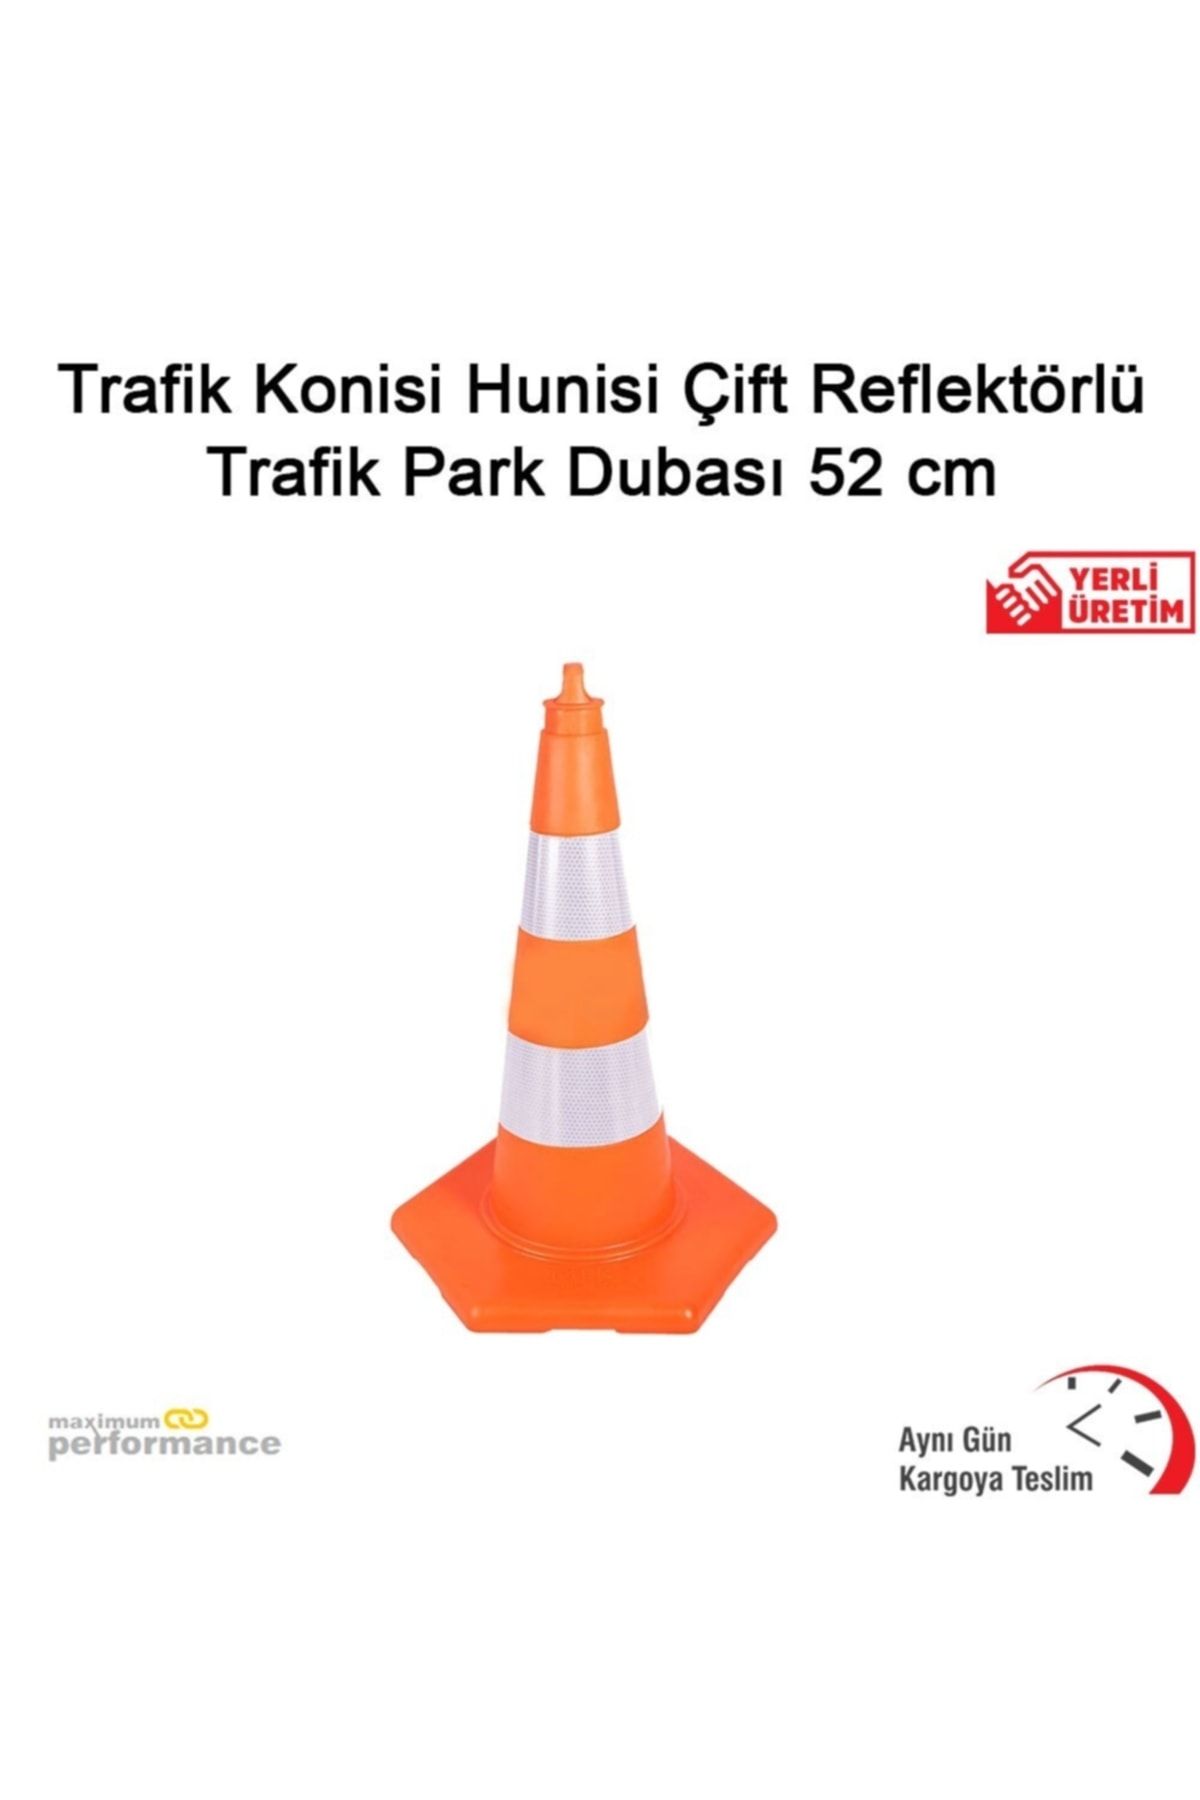 Trafik Konisi Hunisi Çift Reflektörlü
Trafik Park Dubası 52 cm
YERLİ
ÜRETİM
maximum
performance
Aynı Gün
Kargoya Teslim